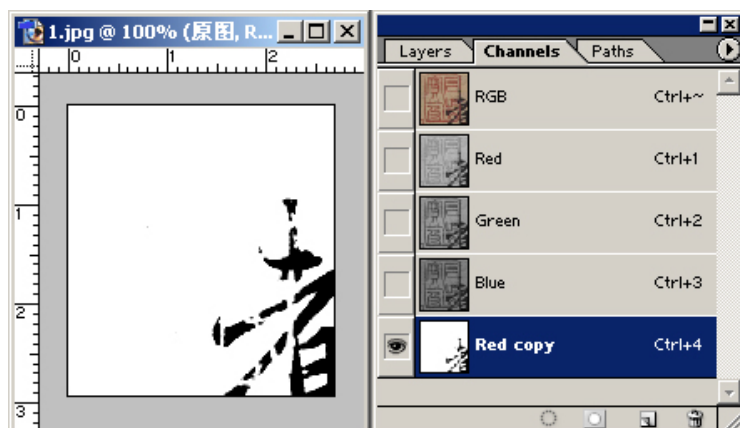 1.jpg @ 100% (原图, R...
0 1 2
0
1
2
3
Layers Channels Paths
RGB Ctrl+~
Red Ctrl+1
Green Ctrl+2
Blue Ctrl+3
Red copy Ctrl+4